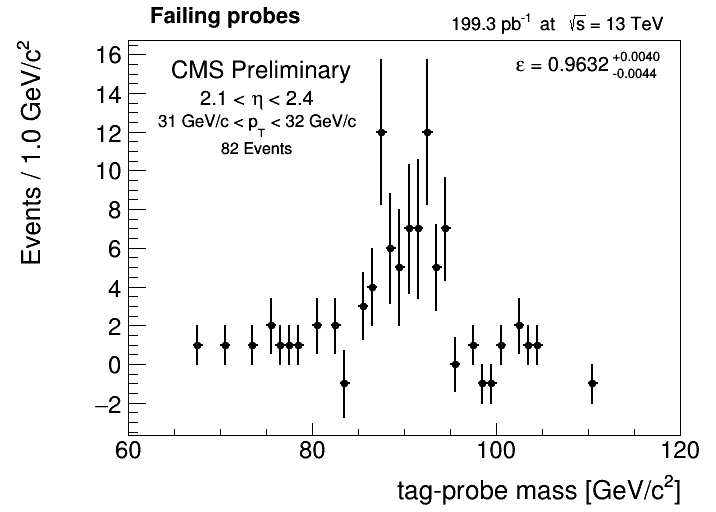 Failing probes
199.3 pb⁻¹ at √s = 13 TeV
CMS Preliminary
2.1 < η < 2.4
31 GeV/c < p_T < 32 GeV/c
82 Events
ε = 0.9632 +0.0040 -0.0044
Events / 1.0 GeV/c²
16
14
12
10
8
6
4
2
0
−2
60 80 100 120
tag-probe mass [GeV/c²]